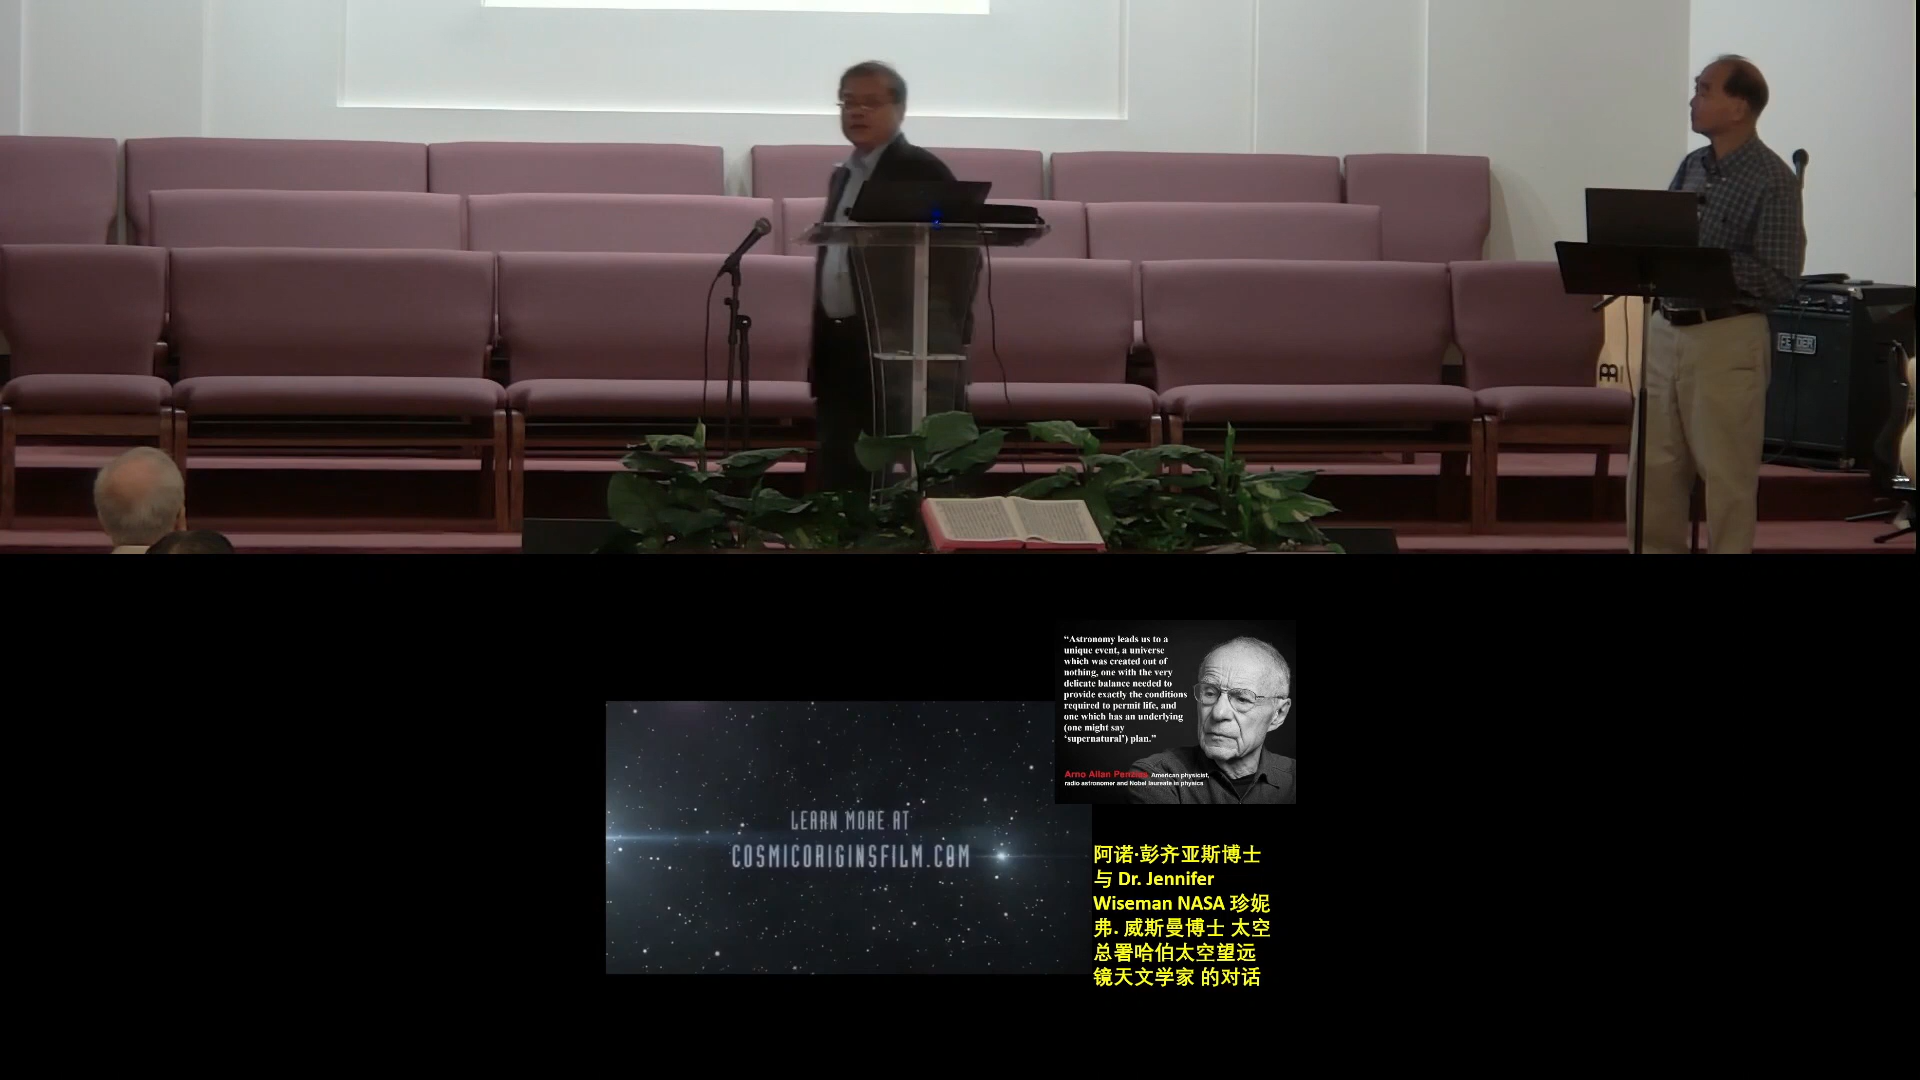 “Astronomy leads us to a
unique event, a universe
which was created out of
nothing, one with the very
delicate balance needed to
provide exactly the conditions
required to permit life, and
one which has an underlying
(one might say
‘supernatural’) plan.”
Arno Allan Penzias American physicist,
radio astronomer and Nobel laureate in physics
LEARN MORE AT
COSMICORIGINSFILM.COM
阿诺·彭齐亚斯博士
与 Dr. Jennifer
Wiseman NASA 珍妮
弗. 威斯曼博士 太空
总署哈伯太空望远
镜天文学家 的对话